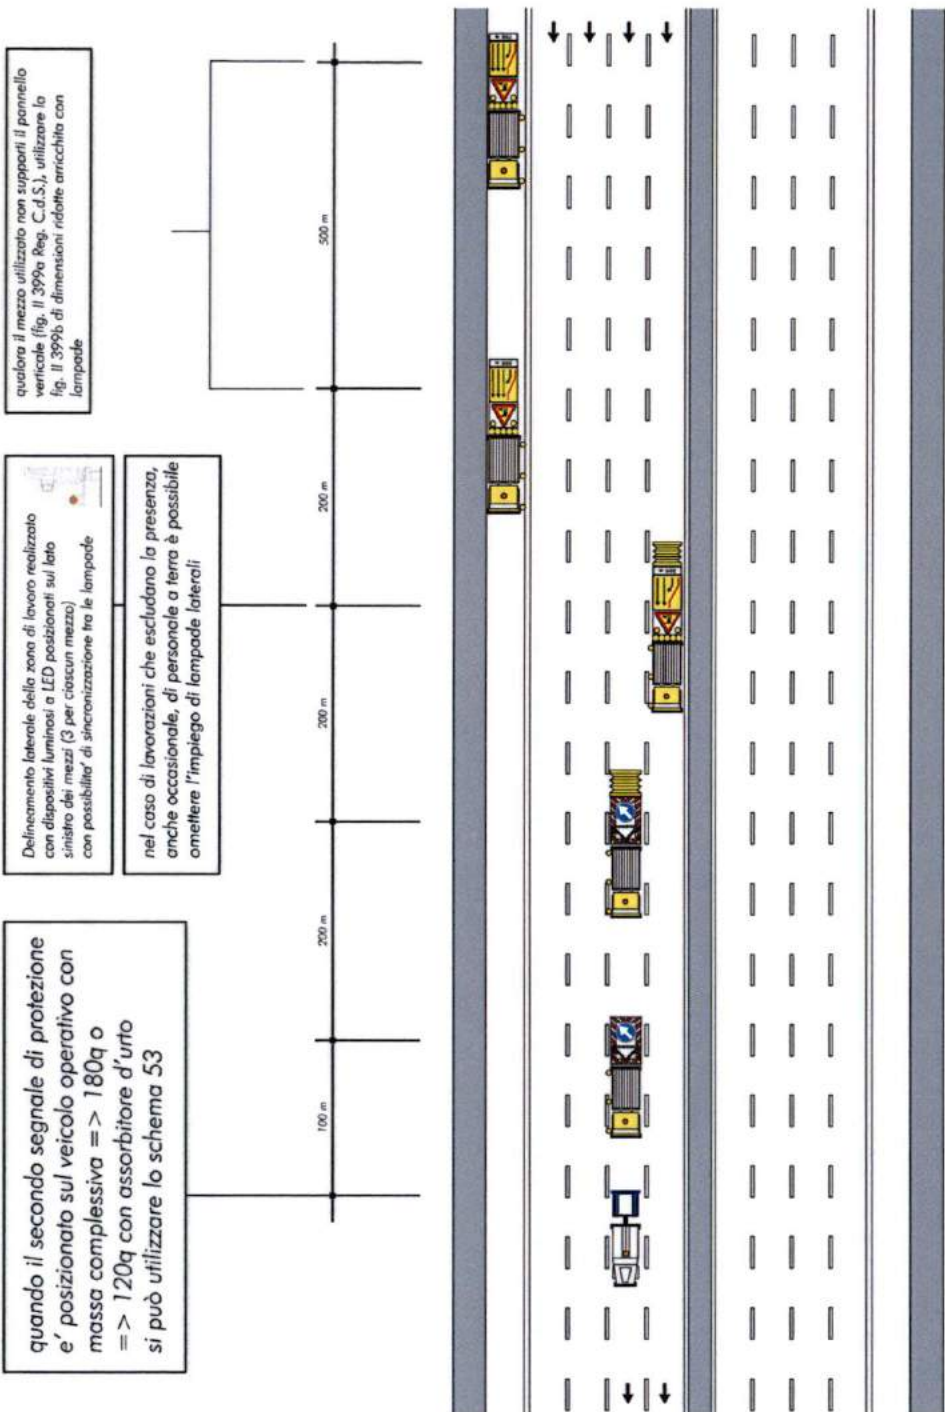 qualora il mezzo utilizzato non supporti il pannello
verticale (fig. II 399a Reg. C.d.S.), utilizzare la
fig. II 399b di dimensioni ridotte arricchita con
lampade
Delineamento laterale della zona di lavoro realizzato
con dispositivi luminosi a LED posizionati sul lato
sinistro dei mezzi (3 per ciascun mezzo)
con possibilita' di sincronizzazione tra le lampade
nel caso di lavorazioni che escludano la presenza,
anche occasionale, di personale a terra è possibile
omettere l'impiego di lampade laterali
quando il secondo segnale di protezione
e' posizionato sul veicolo operativo con
massa complessiva => 180q o
=> 120q con assorbitore d'urto
si può utilizzare lo schema 53
100 m
200 m
200 m
200 m
500 m